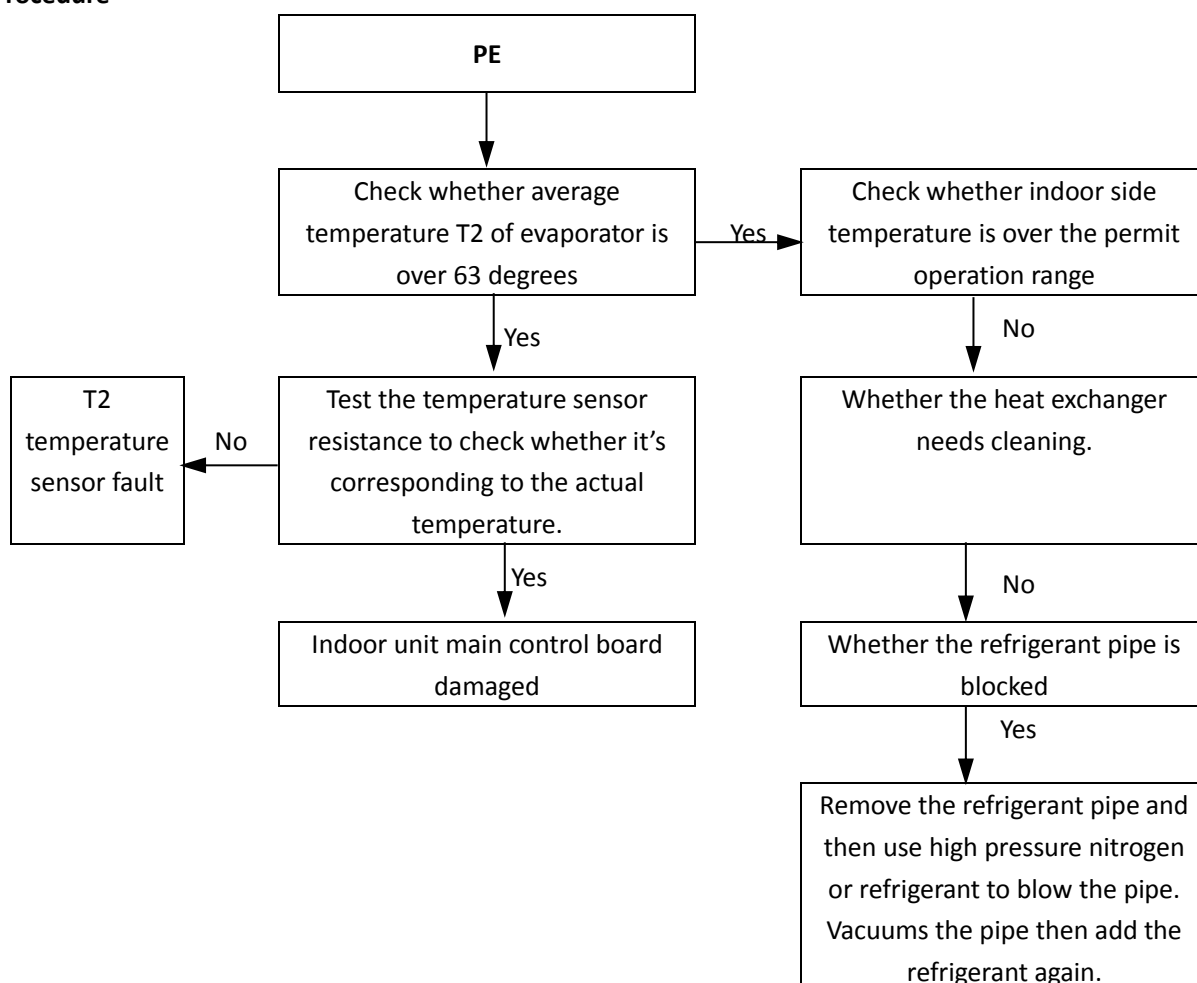 rocedure
PE
Check whether average
temperature T2 of evaporator is
over 63 degrees
Yes
Check whether indoor side
temperature is over the permit
operation range
Yes
No
T2
temperature
sensor fault
No
Test the temperature sensor
resistance to check whether it’s
corresponding to the actual
temperature.
Whether the heat exchanger
needs cleaning.
Yes
No
Indoor unit main control board
damaged
Whether the refrigerant pipe is
blocked
Yes
Remove the refrigerant pipe and
then use high pressure nitrogen
or refrigerant to blow the pipe.
Vacuums the pipe then add the
refrigerant again.